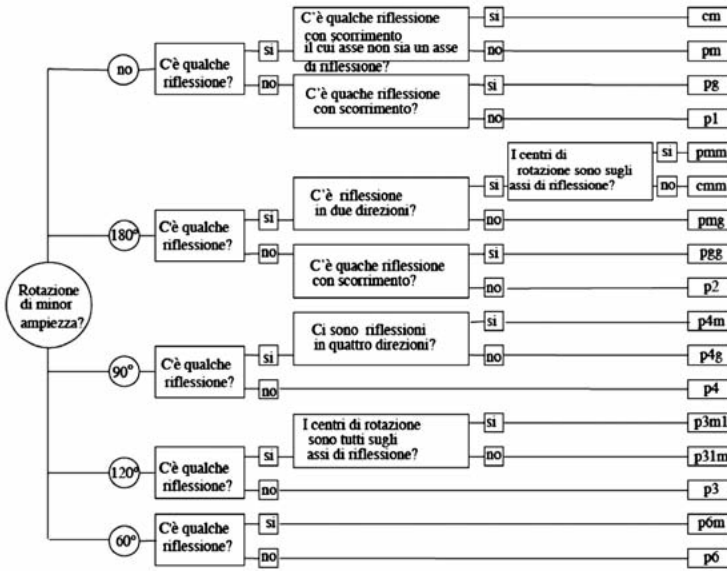 Rotazione
di minor
ampiezza?
no
C'è qualche
riflessione?
si
C'è qualche riflessione
con scorrimento
il cui asse non sia un asse
di riflessione?
si
cm
no
pm
no
C'è quache riflessione
con scorrimento?
si
pg
no
p1
180º
C'è qualche
riflessione?
si
C'è riflessione
in due direzioni?
si
I centri di
rotazione sono sugli
assi di riflessione?
si
pmm
no
cmm
no
pmg
no
C'è quache riflessione
con scorrimento?
si
pgg
no
p2
90º
C'è qualche
riflessione?
si
Ci sono riflessioni
in quattro direzioni?
si
p4m
no
p4g
no
p4
120º
C'è qualche
riflessione?
si
I centri di rotazione
sono tutti sugli
assi di riflessione?
si
p3m1
no
p31m
no
p3
60º
C'è qualche
riflessione?
si
p6m
no
p6